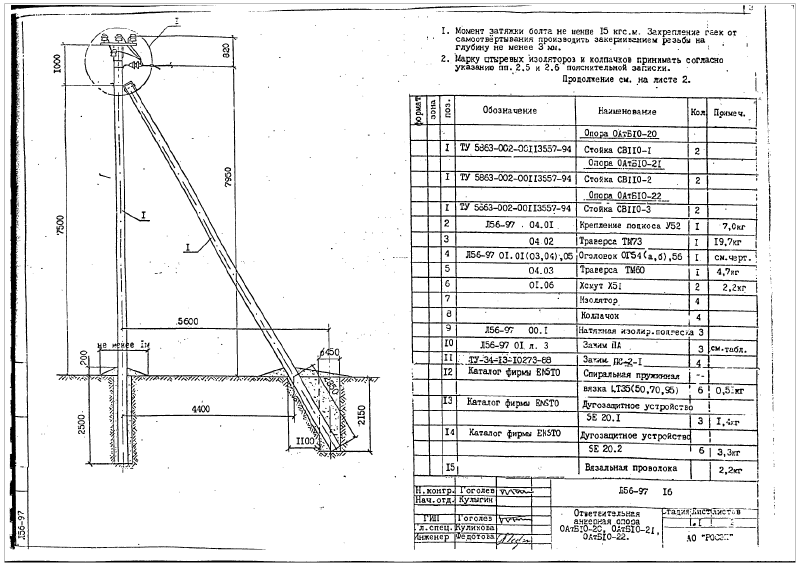 1. Момент затяжки болта не менее 15 кгс.м. Закрепление гаек от
самоотвёртывания производить закерниванием резьбы на
глубину не менее 3 мм.
2. Марку штыревых изоляторов и колпачков принимать согласно
указанию пп. 2.5 и 2.6 пояснительной записки.
Продолжение см. на листе 2.
формат зона поз. Обозначение Наименование Кол Примеч.
Опора ОАтБ10-20
1 ТУ 5863-002-00113557-94 Стойка СВ110-1 2
Опора ОАтБ10-21
1 ТУ 5863-002-00113557-94 Стойка СВ110-2 2
Опора ОАтБ10-22
1 ТУ 5863-002-00113557-94 Стойка СВ110-3 2
2 Л56-97 . 04.01 Крепление подкоса У52 1 7,0кг
3 04.02 Траверса ТМ73 1 19,7кг
4 Л56-97 01.01(03,04),05 Оголовок ОГ54(а,б),56 1 см.черт.
5 04.03 Траверса ТМ60 1 4,7кг
6 01.06 Хомут Х51 2 2,2кг
7 Изолятор 4
8 Колпачок 4
9 Л56-97 00.1 Натяжная изолир.подвеска 3
10 Л56-97 01 л. 3 Зажим ПА 3 см.табл.
11 ТУ-34-13-10273-88 Зажим ПС-2-1 4
12 Каталог фирмы ENSTO Спиральная пружинная
вязка ЦТ35(50,70,95) 6 0,5кг
13 Каталог фирмы ENSTO Дугозащитное устройство
SE 20.1 3 1,4кг
14 Каталог фирмы ENSTO Дугозащитное устройство
SE 20.2 6 3,3кг
15 Вязальная проволока 2,2кг
Л56-97 16
Н.контр. Гоголев
Нач.отд. Кулыгин
ГИП Гоголев
Гл.спец. Куликова
Инженер Федотова
Ответвительная
анкерная опора
ОАтБ10-20, ОАтБ10-21,
ОАтБ10-22.
Стадия Лист Листов
1
АО "РОСЭП"
1
820
1000
7500
7950
1
1
5600
не менее 1м
200
450
4400
2500
1100
2150
Л56-97